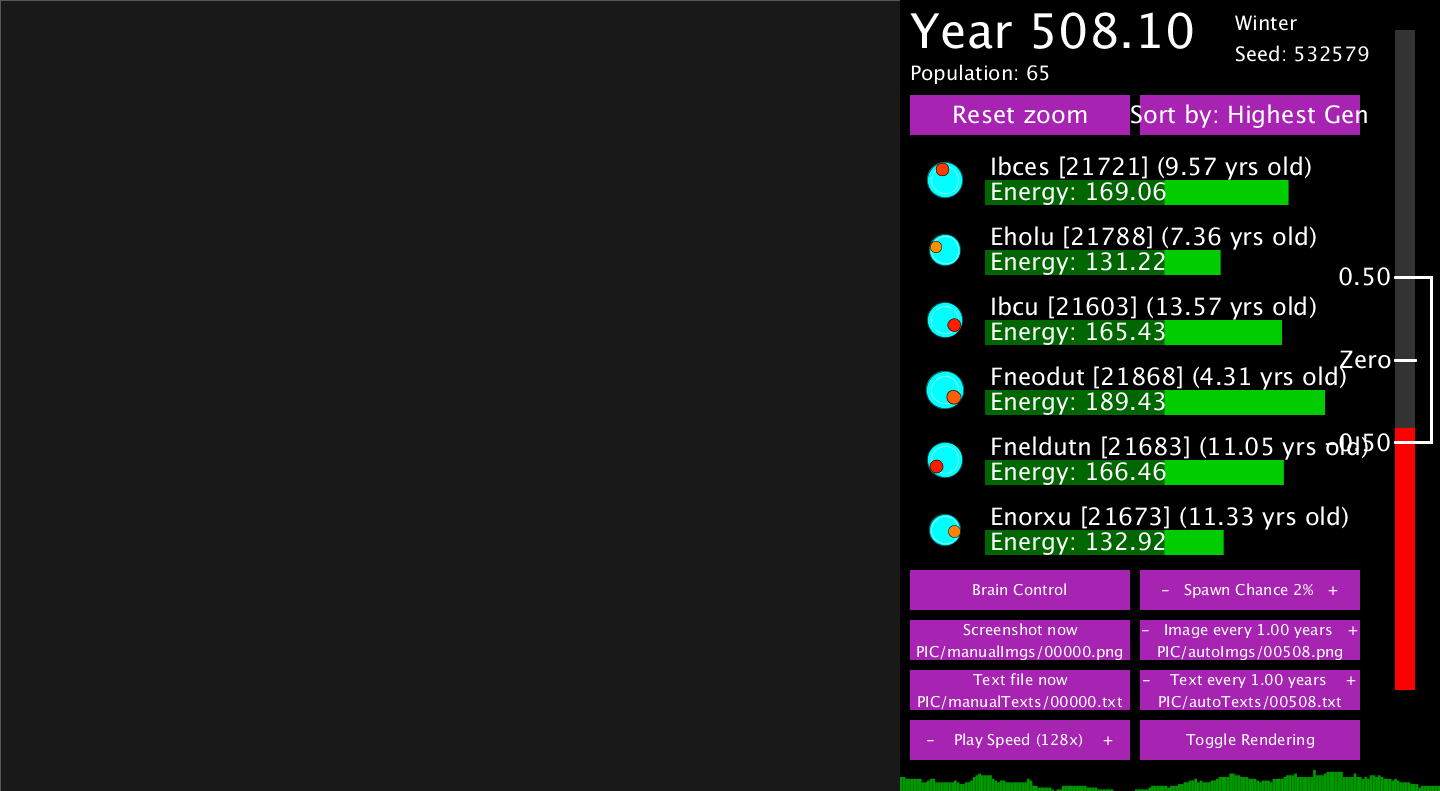 Year 508.10
Winter
Seed: 532579
Population: 65
Reset zoom
Sort by: Highest Gen
Ibces [21721] (9.57 yrs old)
Energy: 169.06
Eholu [21788] (7.36 yrs old)
Energy: 131.22
Ibcu [21603] (13.57 yrs old)
Energy: 165.43
Fneodut [21868] (4.31 yrs old)
Energy: 189.43
Fneldutn [21683] (11.05 yrs old)
Energy: 166.46
Enorxu [21673] (11.33 yrs old)
Energy: 132.92
0.50
Zero
-0.50
Brain Control
- Spawn Chance 2% +
Screenshot now
PIC/manualImgs/00000.png
- Image every 1.00 years +
PIC/autoImgs/00508.png
Text file now
PIC/manualTexts/00000.txt
- Text every 1.00 years +
PIC/autoTexts/00508.txt
- Play Speed (128x) +
Toggle Rendering